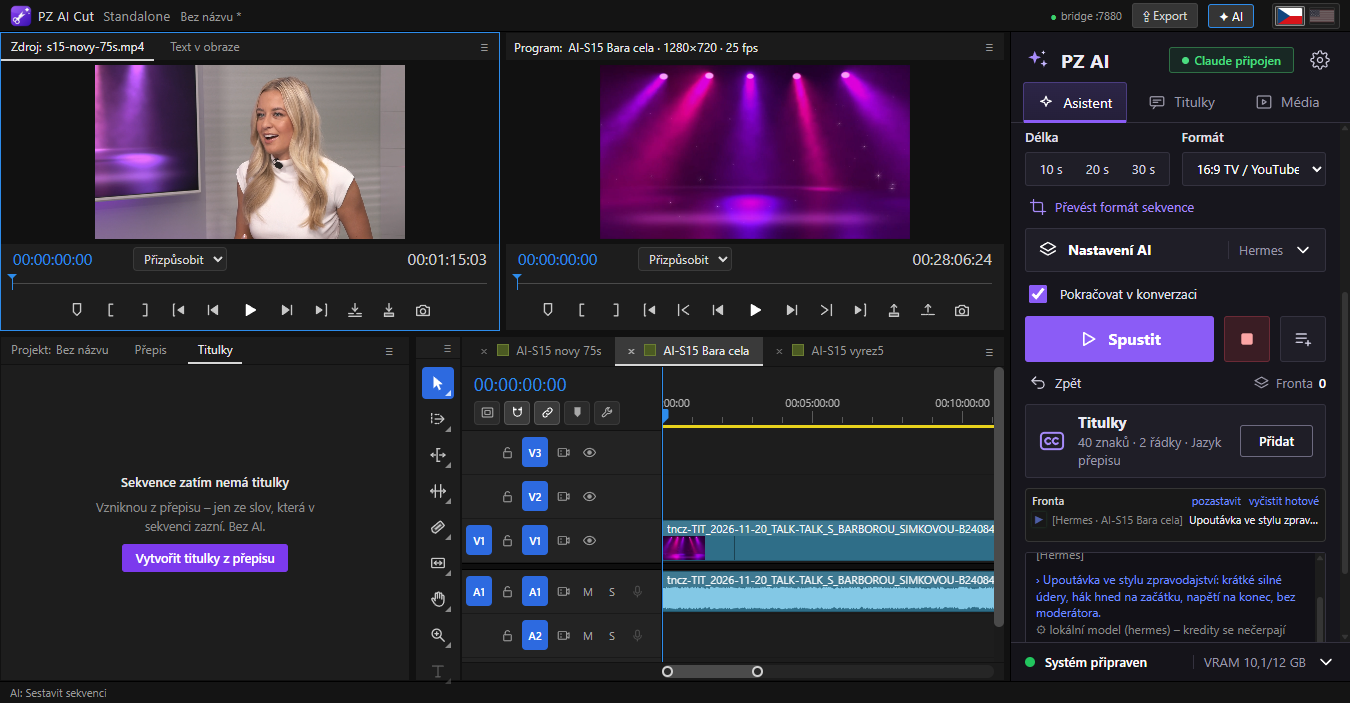 PZ AI Cut Standalone Bez názvu *
bridge :7880
Export
AI
Zdroj: s15-novy-75s.mp4
Text v obraze
Program: AI-S15 Bara cela · 1280×720 · 25 fps
00:00:00:00
Přizpůsobit
00:01:15:03
00:00:00:00
Přizpůsobit
00:28:06:24
Projekt: Bez názvu
Přepis
Titulky
Sekvence zatím nemá titulky
Vzniknou z přepisu – jen ze slov, která v
sekvenci zazní. Bez AI.
Vytvořit titulky z přepisu
AI-S15 novy 75s
AI-S15 Bara cela
AI-S15 vyrez5
00:00:00:00
00:00
00:05:00:00
00:10:00:00
V3
V2
V1
V1
tncz-TIT_2026-11-20_TALK-TALK_S_BARBOROU_SIMKOVOU-B24084
A1
A1
M
S
tncz-TIT_2026-11-20_TALK-TALK_S_BARBOROU_SIMKOVOU-B24084
A2
M
S
PZ AI
Claude připojen
Asistent
Titulky
Média
Délka
Formát
10 s
20 s
30 s
16:9 TV / YouTube
Převést formát sekvence
Nastavení AI
Hermes
Pokračovat v konverzaci
Spustit
Zpět
Fronta 0
CC
Titulky
40 znaků · 2 řádky · Jazyk
přepisu
Přidat
Fronta
pozastavit
vyčistit hotové
[Hermes · AI-S15 Bara cela] Upoutávka ve stylu zprav...
[Hermes]
› Upoutávka ve stylu zpravodajství: krátké silné
údery, hák hned na začátku, napětí na konec, bez
moderátora.
lokální model (hermes) – kredity se nečerpají
Systém připraven
VRAM 10,1/12 GB
AI: Sestavit sekvenci